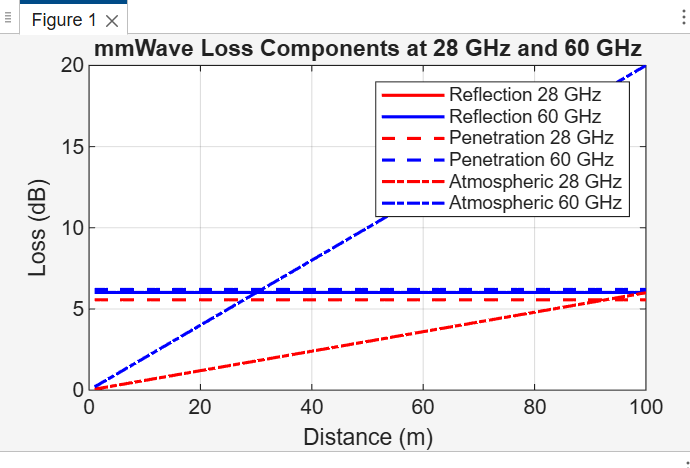 Figure 1
mmWave Loss Components at 28 GHz and 60 GHz
20
15
10
5
0
Loss (dB)
Reflection 28 GHz
Reflection 60 GHz
Penetration 28 GHz
Penetration 60 GHz
Atmospheric 28 GHz
Atmospheric 60 GHz
0 20 40 60 80 100
Distance (m)